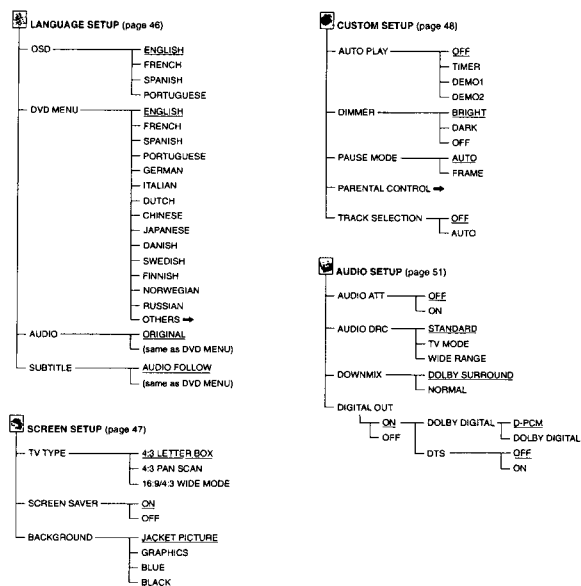 LANGUAGE SETUP (page 46)
OSD
ENGLISH
FRENCH
SPANISH
PORTUGUESE
DVD MENU
ENGLISH
FRENCH
SPANISH
PORTUGUESE
GERMAN
ITALIAN
DUTCH
CHINESE
JAPANESE
DANISH
SWEDISH
FINNISH
NORWEGIAN
RUSSIAN
OTHERS ➡
AUDIO
ORIGINAL
(same as DVD MENU)
SUBTITLE
AUDIO FOLLOW
(same as DVD MENU)
SCREEN SETUP (page 47)
TV TYPE
4:3 LETTER BOX
4:3 PAN SCAN
16:9/4:3 WIDE MODE
SCREEN SAVER
ON
OFF
BACKGROUND
JACKET PICTURE
GRAPHICS
BLUE
BLACK
CUSTOM SETUP (page 48)
AUTO PLAY
OFF
TIMER
DEMO1
DEMO2
DIMMER
BRIGHT
DARK
OFF
PAUSE MODE
AUTO
FRAME
PARENTAL CONTROL ➡
TRACK SELECTION
OFF
AUTO
AUDIO SETUP (page 51)
AUDIO ATT
OFF
ON
AUDIO DRC
STANDARD
TV MODE
WIDE RANGE
DOWNMIX
DOLBY SURROUND
NORMAL
DIGITAL OUT
ON
OFF
DOLBY DIGITAL
D-PCM
DOLBY DIGITAL
DTS
OFF
ON